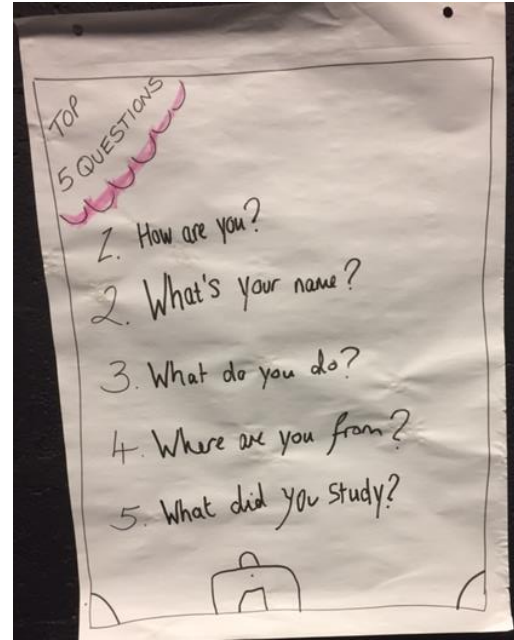 TOP
5 QUESTIONS
1. How are you?
2. What's your name?
3. What do you do?
4. Where are you from?
5. What did you study?